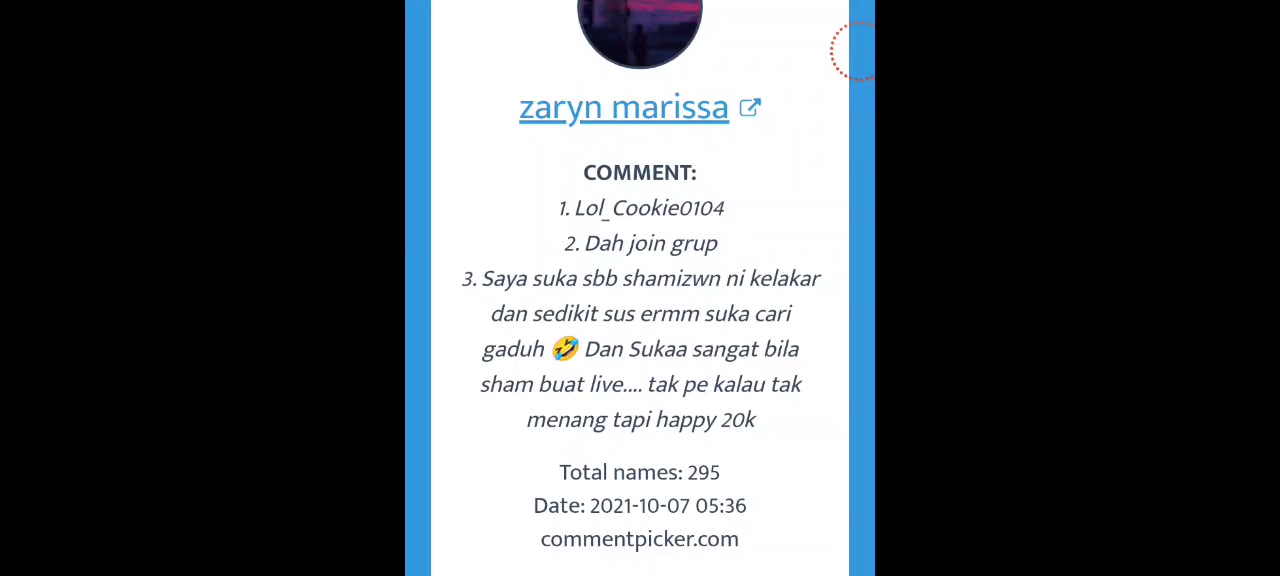 zaryn marissa
COMMENT:
1. Lol_Cookie0104
2. Dah join grup
3. Saya suka sbb shamizwn ni kelakar
dan sedikit sus ermm suka cari
gaduh 🤣 Dan Sukaa sangat bila
sham buat live.... tak pe kalau tak
menang tapi happy 20k
Total names: 295
Date: 2021-10-07 05:36
commentpicker.com